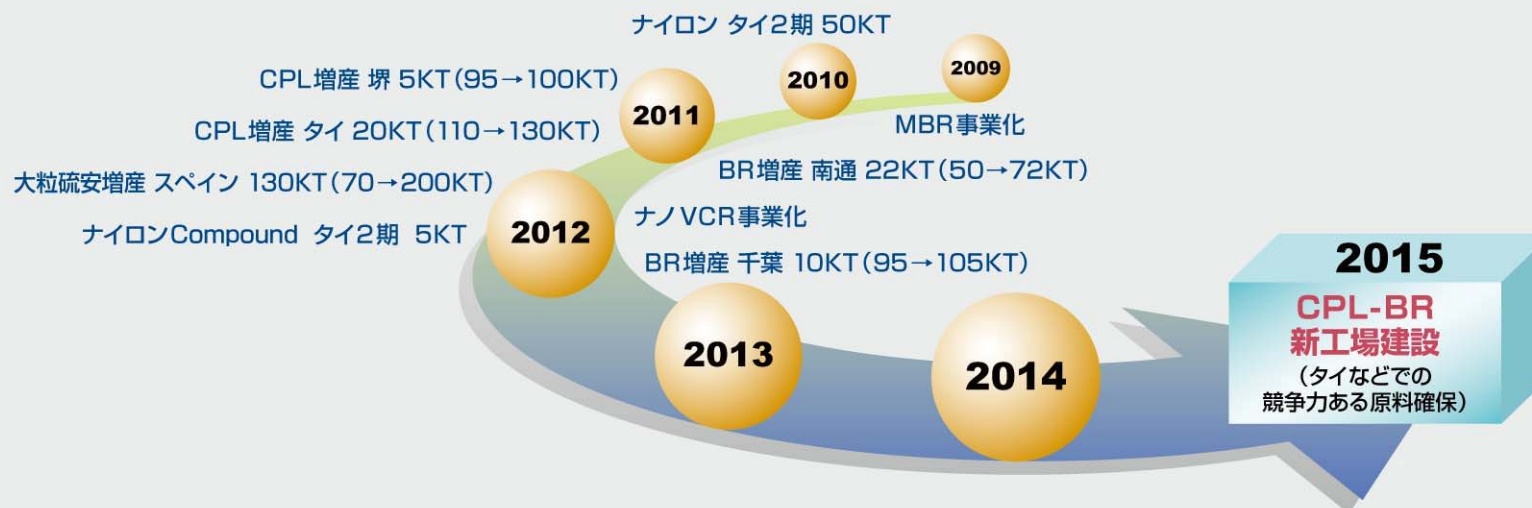 ナイロン タイ2期 50KT
2009
2010
CPL増産 堺 5KT(95→100KT)
2011
MBR事業化
CPL増産 タイ 20KT(110→130KT)
BR増産 南通 22KT(50→72KT)
大粒硫安増産 スペイン 130KT(70→200KT)
ナノVCR事業化
2012
ナイロンCompound タイ2期 5KT
BR増産 千葉 10KT(95→105KT)
2013
2014
2015
CPL-BR
新工場建設
(タイなどでの
競争力ある原料確保)